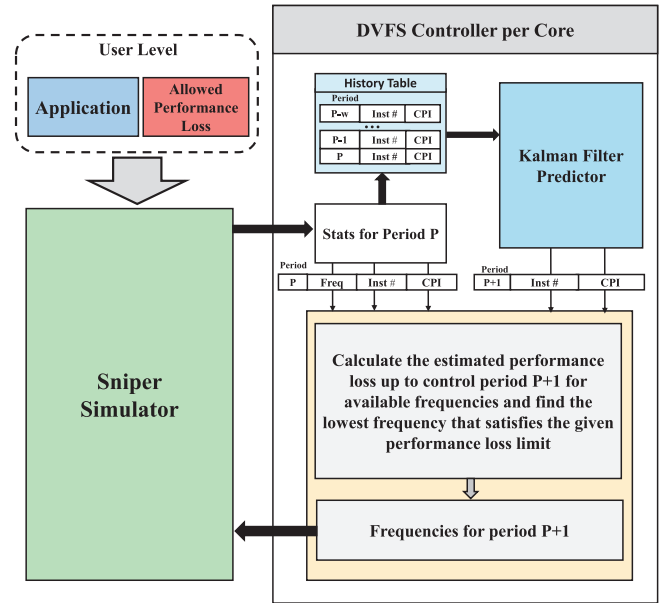 User Level
Application
Allowed
Performance
Loss
Sniper
Simulator
DVFS Controller per Core
History Table
Period
P-w Inst # CPI
•••
P-1 Inst # CPI
P Inst # CPI
Kalman Filter
Predictor
Stats for Period P
Period
P Freq Inst # CPI
Period
P+1 Inst # CPI
Calculate the estimated performance
loss up to control period P+1 for
available frequencies and find the
lowest frequency that satisfies the given
performance loss limit
Frequencies for period P+1